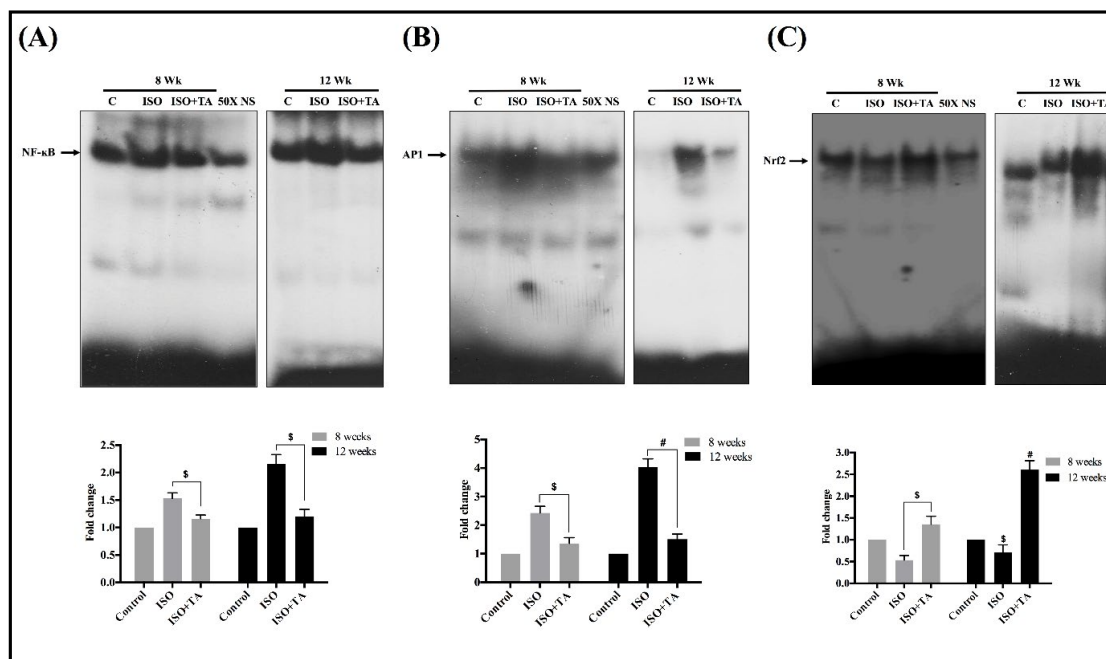 (A)
8 Wk 12 Wk
C ISO ISO+TA 50X NS C ISO ISO+TA
NF-κB
2.5
2.0
1.5
1.0
0.5
0.0
Fold change
$ $
8 weeks
12 weeks
Control ISO ISO+TA Control ISO ISO+TA
(B)
8 Wk 12 Wk
C ISO ISO+TA 50X NS C ISO ISO+TA
AP1
5
4
3
2
1
0
Fold change
$ #
8 weeks
12 weeks
Control ISO ISO+TA Control ISO ISO+TA
(C)
8 Wk 12 Wk
C ISO ISO+TA 50X NS C ISO ISO+TA
Nrf2
3.0
2.5
2.0
1.5
1.0
0.5
0.0
Fold change
$ $ #
8 weeks
12 weeks
Control ISO ISO+TA Control ISO ISO+TA